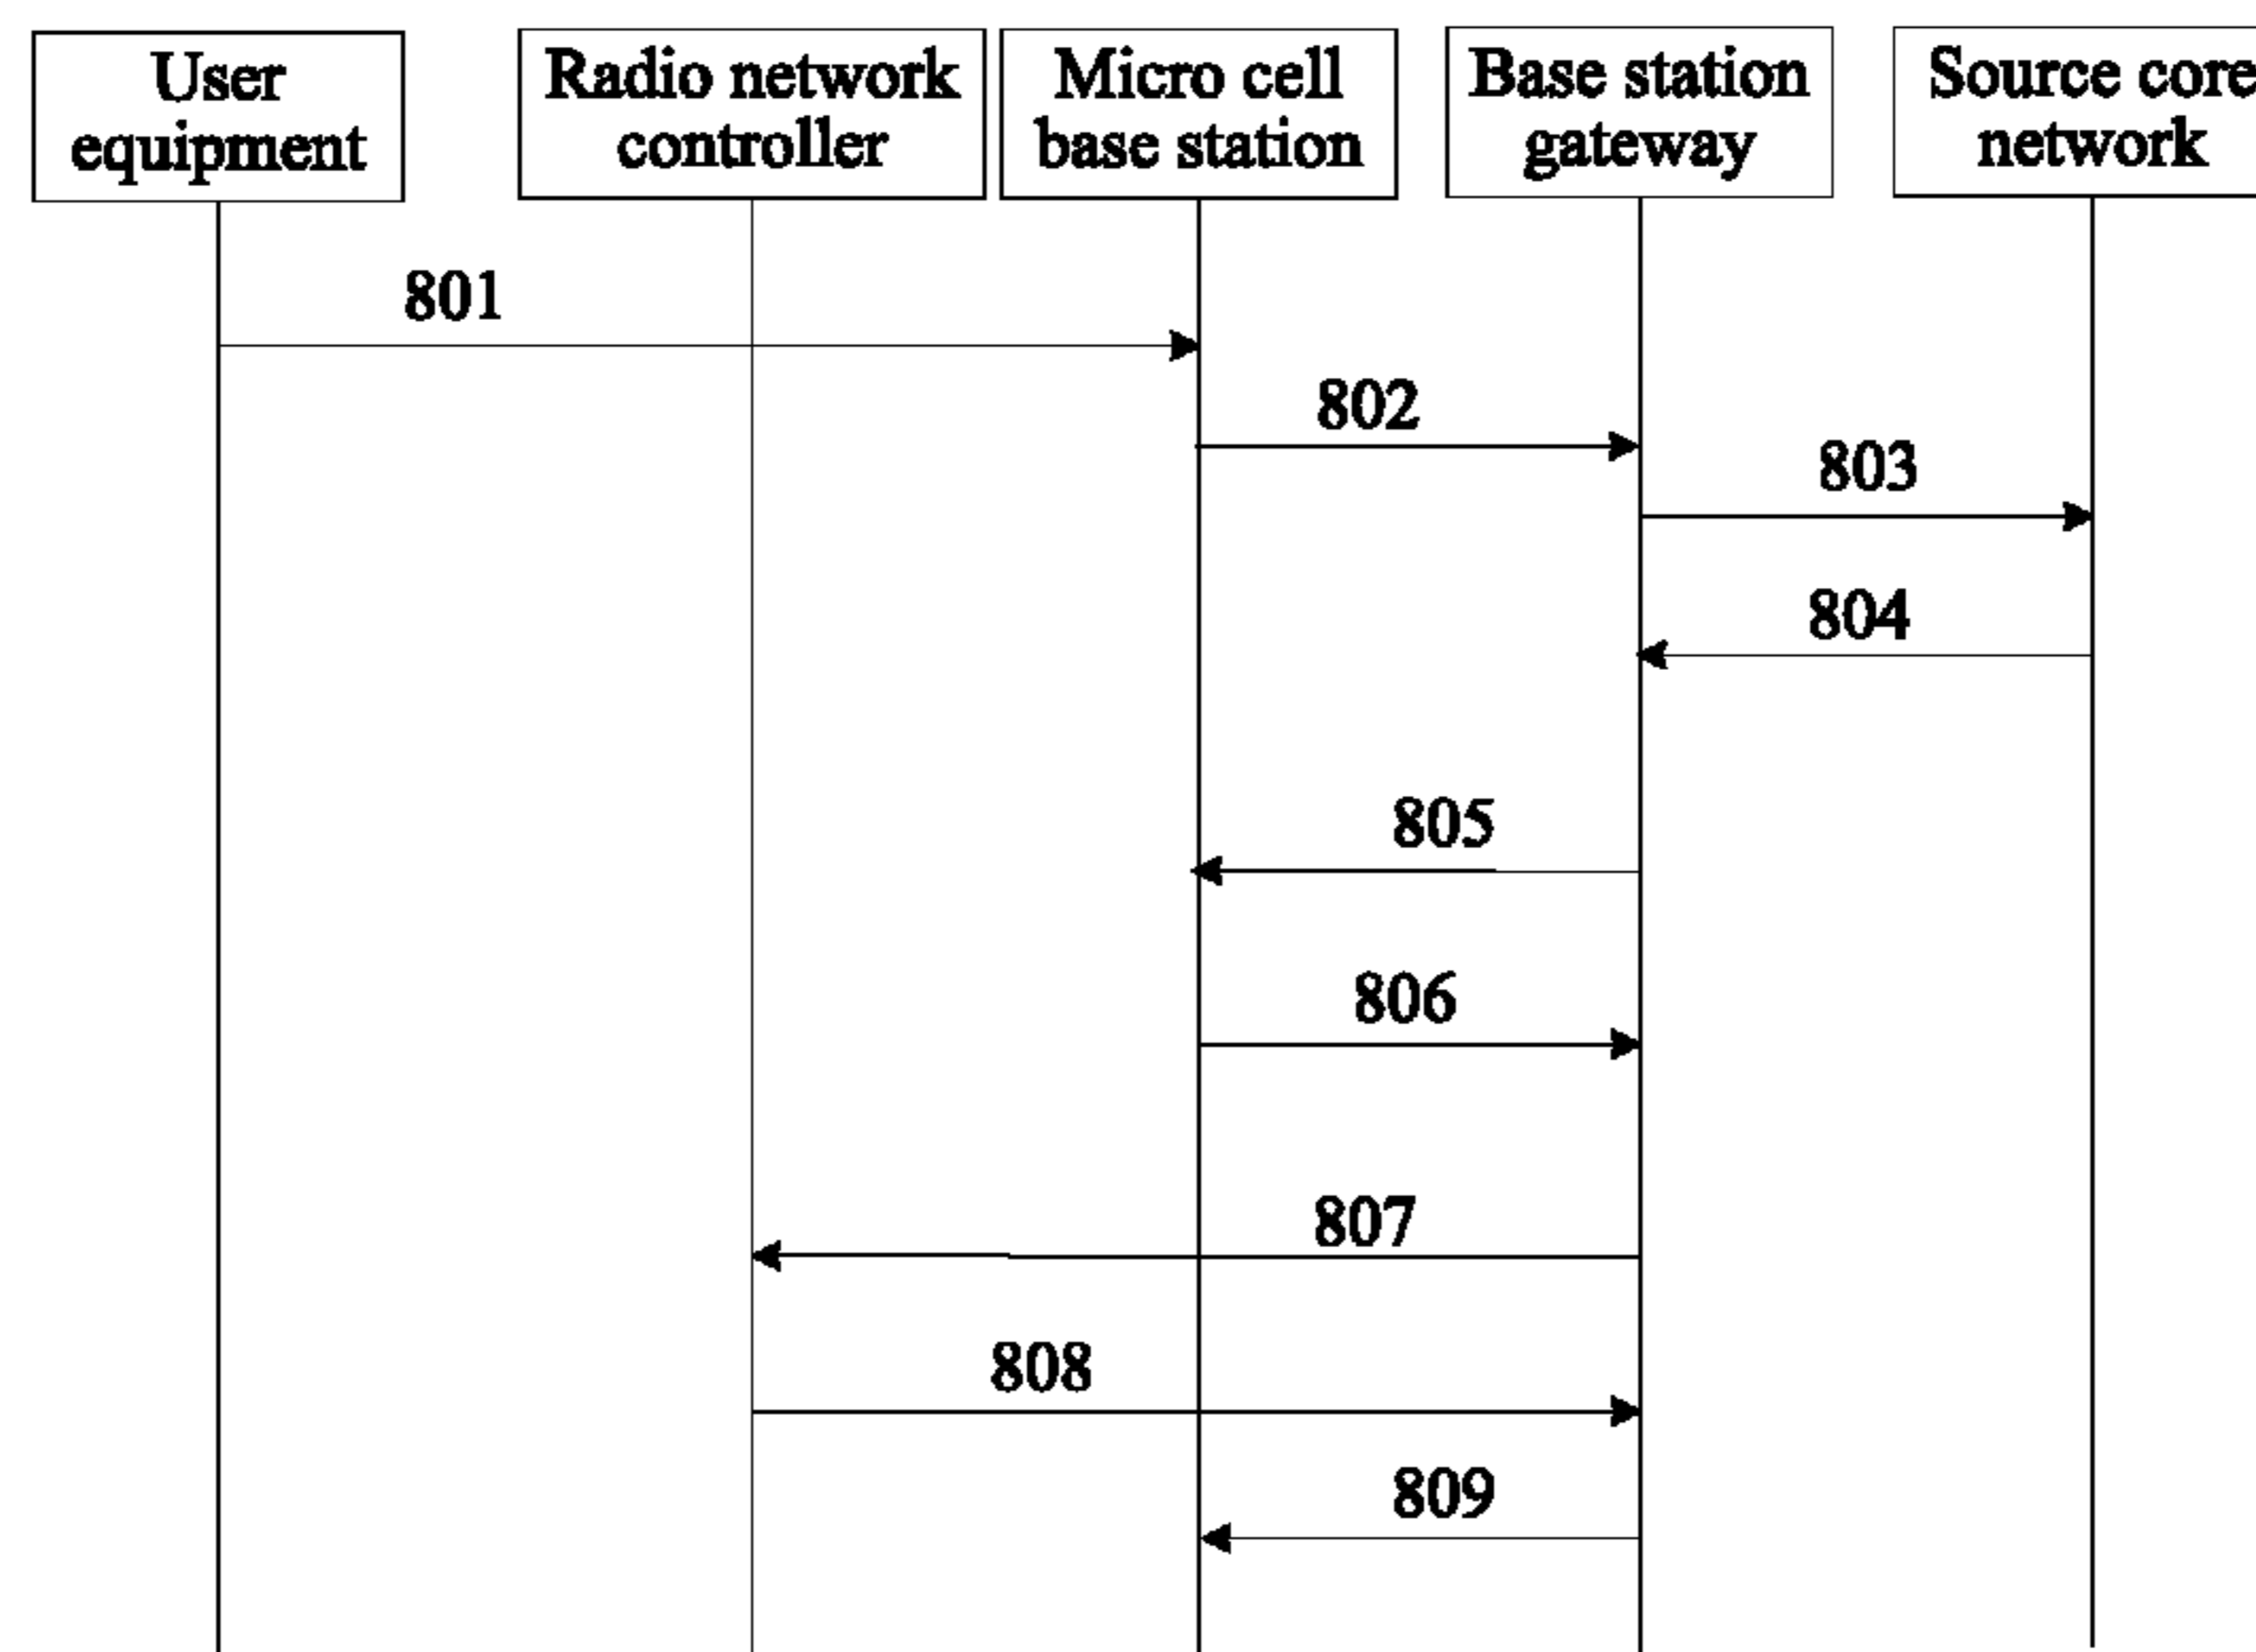 User
equipment
Radio network
controller
Micro cell
base station
Base station
gateway
Source core
network
801
802
803
804
805
806
807
808
809